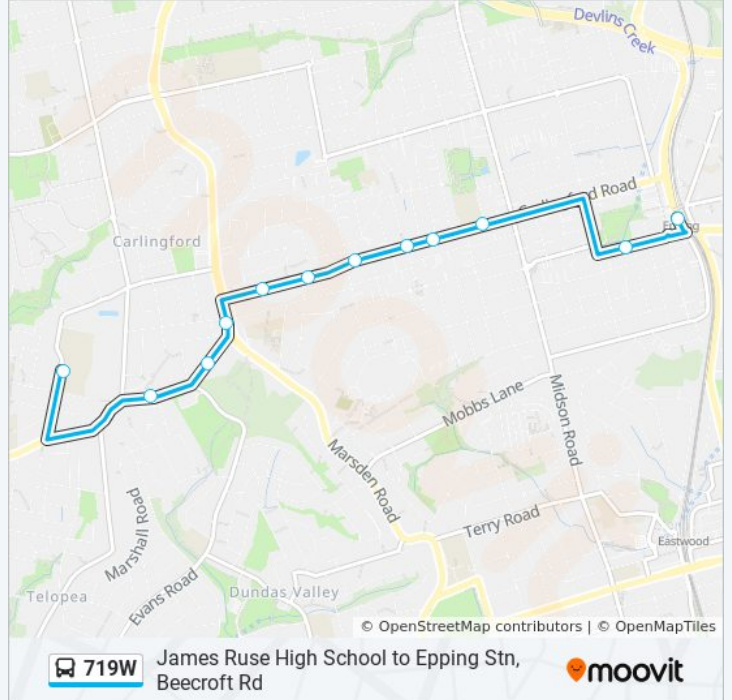 Devlins Creek
Carlingford Road
Epping
Carlingford
Mobbs Lane
Midson Road
Marsden Road
Marshall Road
Terry Road
Eastwood
Evans Road
Dundas Valley
Telopea
© OpenStreetMap contributors | © OpenMapTiles
719W
James Ruse High School to Epping Stn,
Beecroft Rd
moovit